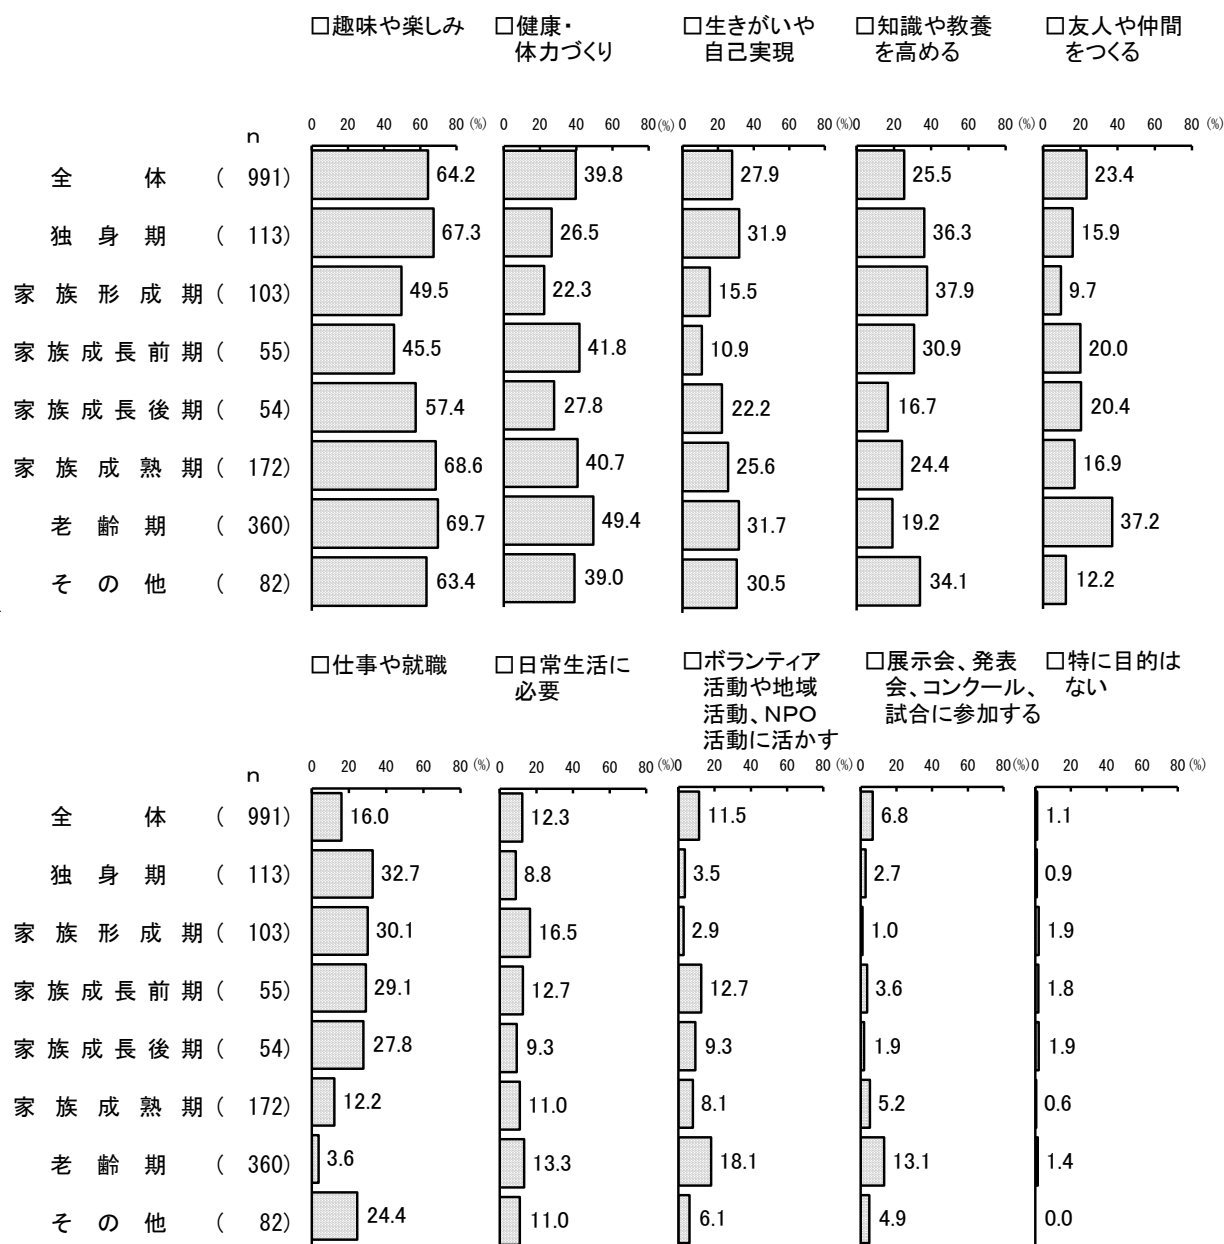 □趣味や楽しみ □健康・ □生きがいや □知識や教養 □友人や仲間
体力づくり 自己実現 を高める をつくる
n 0 20 40 60 80 (%) 0 20 40 60 80(%) 0 20 40 60 80(%) 0 20 40 60 80 (%) 0 20 40 60 80 (%)
全体 ( 991) 64.2 39.8 27.9 25.5 23.4
独身期 ( 113) 67.3 26.5 31.9 36.3 15.9
家族形成期 ( 103) 49.5 22.3 15.5 37.9 9.7
家族成長前期 ( 55) 45.5 41.8 10.9 30.9 20.0
家族成長後期 ( 54) 57.4 27.8 22.2 16.7 20.4
家族成熟期 ( 172) 68.6 40.7 25.6 24.4 16.9
老齢期 ( 360) 69.7 49.4 31.7 19.2 37.2
その他 ( 82) 63.4 39.0 30.5 34.1 12.2
□仕事や就職 □日常生活に □ボランティア □展示会、発表 □特に目的は
必要 活動や地域 会、コンクール、 ない
活動、NPO 試合に参加する
活動に活かす
n 0 20 40 60 80 (%) 0 20 40 60 80 (%) 0 20 40 60 80 (%) 0 20 40 60 80(%) 0 20 40 60 80 (%)
全体 ( 991) 16.0 12.3 11.5 6.8 1.1
独身期 ( 113) 32.7 8.8 3.5 2.7 0.9
家族形成期 ( 103) 30.1 16.5 2.9 1.0 1.9
家族成長前期 ( 55) 29.1 12.7 12.7 3.6 1.8
家族成長後期 ( 54) 27.8 9.3 9.3 1.9 1.9
家族成熟期 ( 172) 12.2 11.0 8.1 5.2 0.6
老齢期 ( 360) 3.6 13.3 18.1 13.1 1.4
その他 ( 82) 24.4 11.0 6.1 4.9 0.0